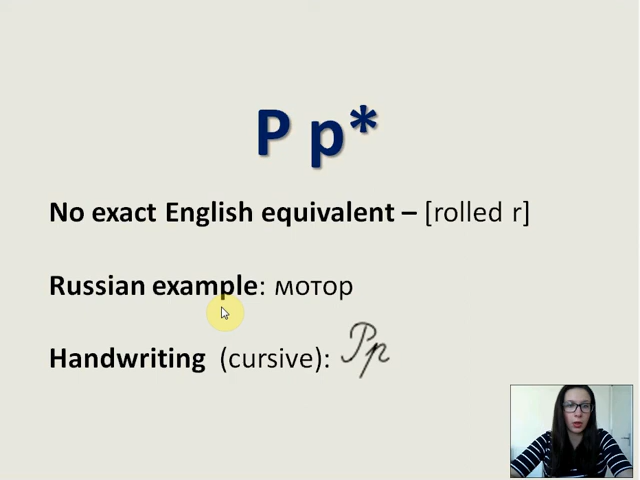 Р р*
No exact English equivalent – [rolled r]
Russian example: мотор
Handwriting (cursive): Рр